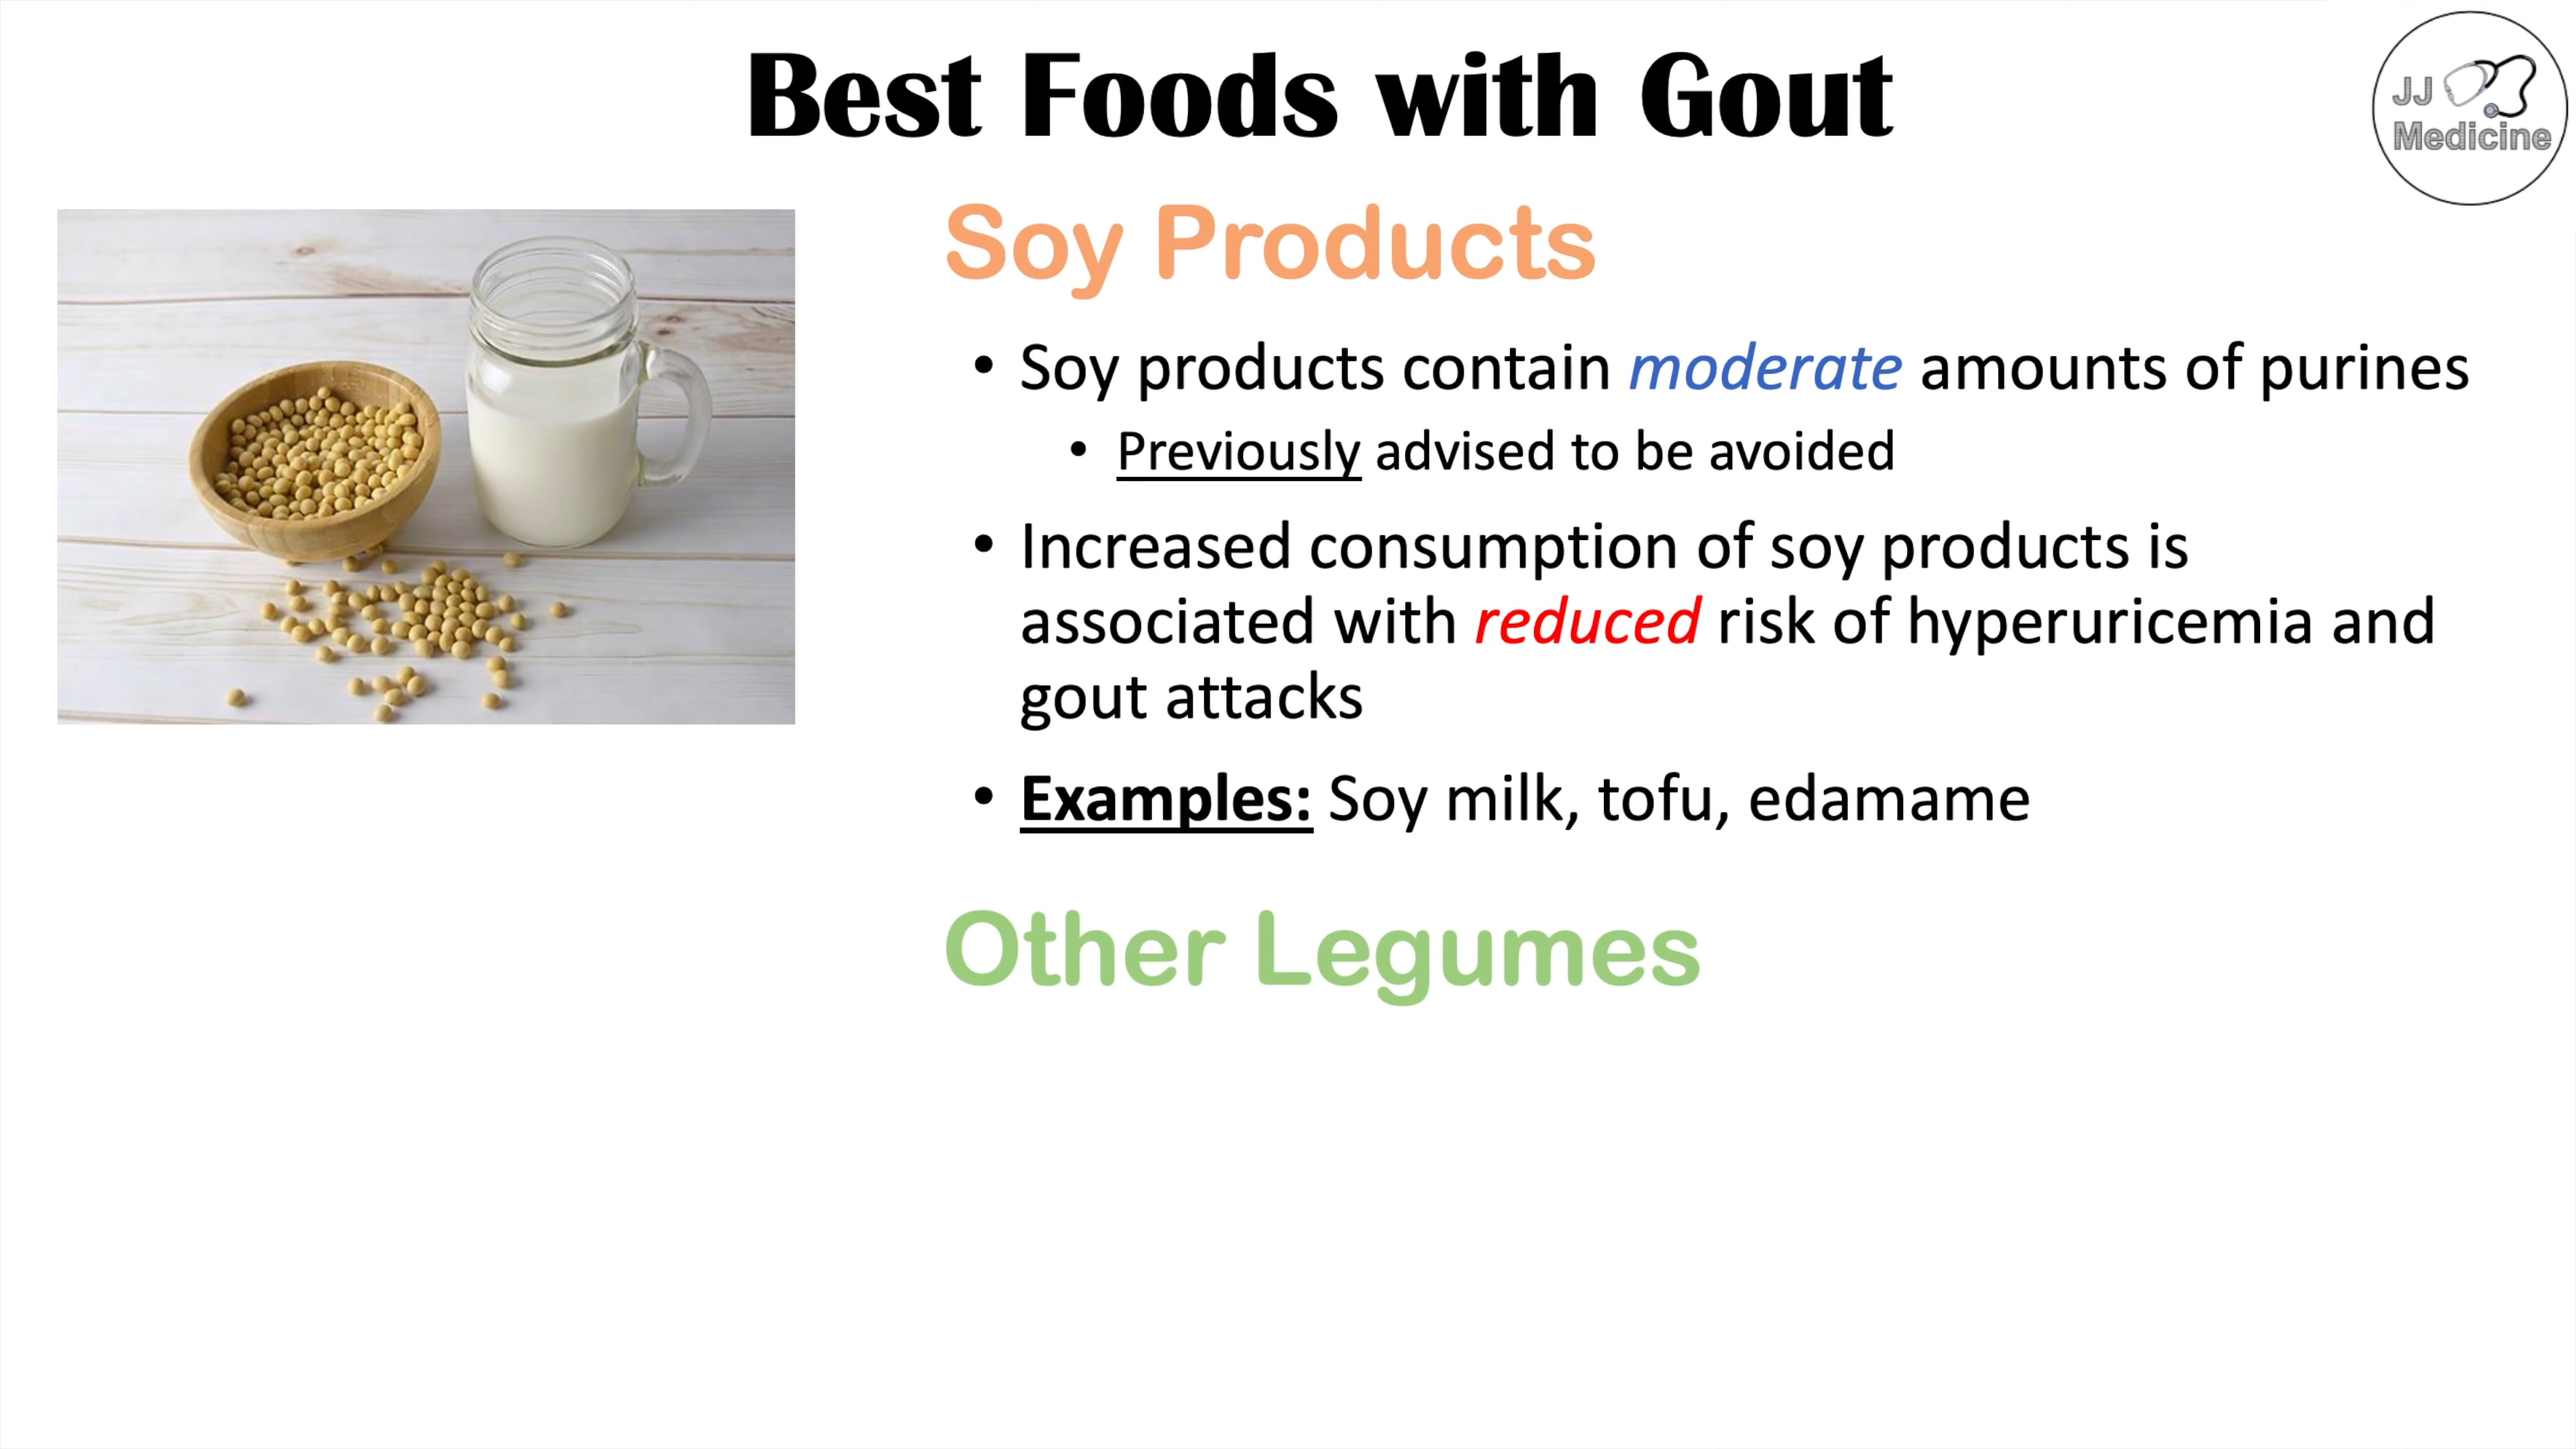 Best Foods with Gout
JJ
Medicine
Soy Products
• Soy products contain moderate amounts of purines
• Previously advised to be avoided
• Increased consumption of soy products is
associated with reduced risk of hyperuricemia and
gout attacks
• Examples: Soy milk, tofu, edamame
Other Legumes